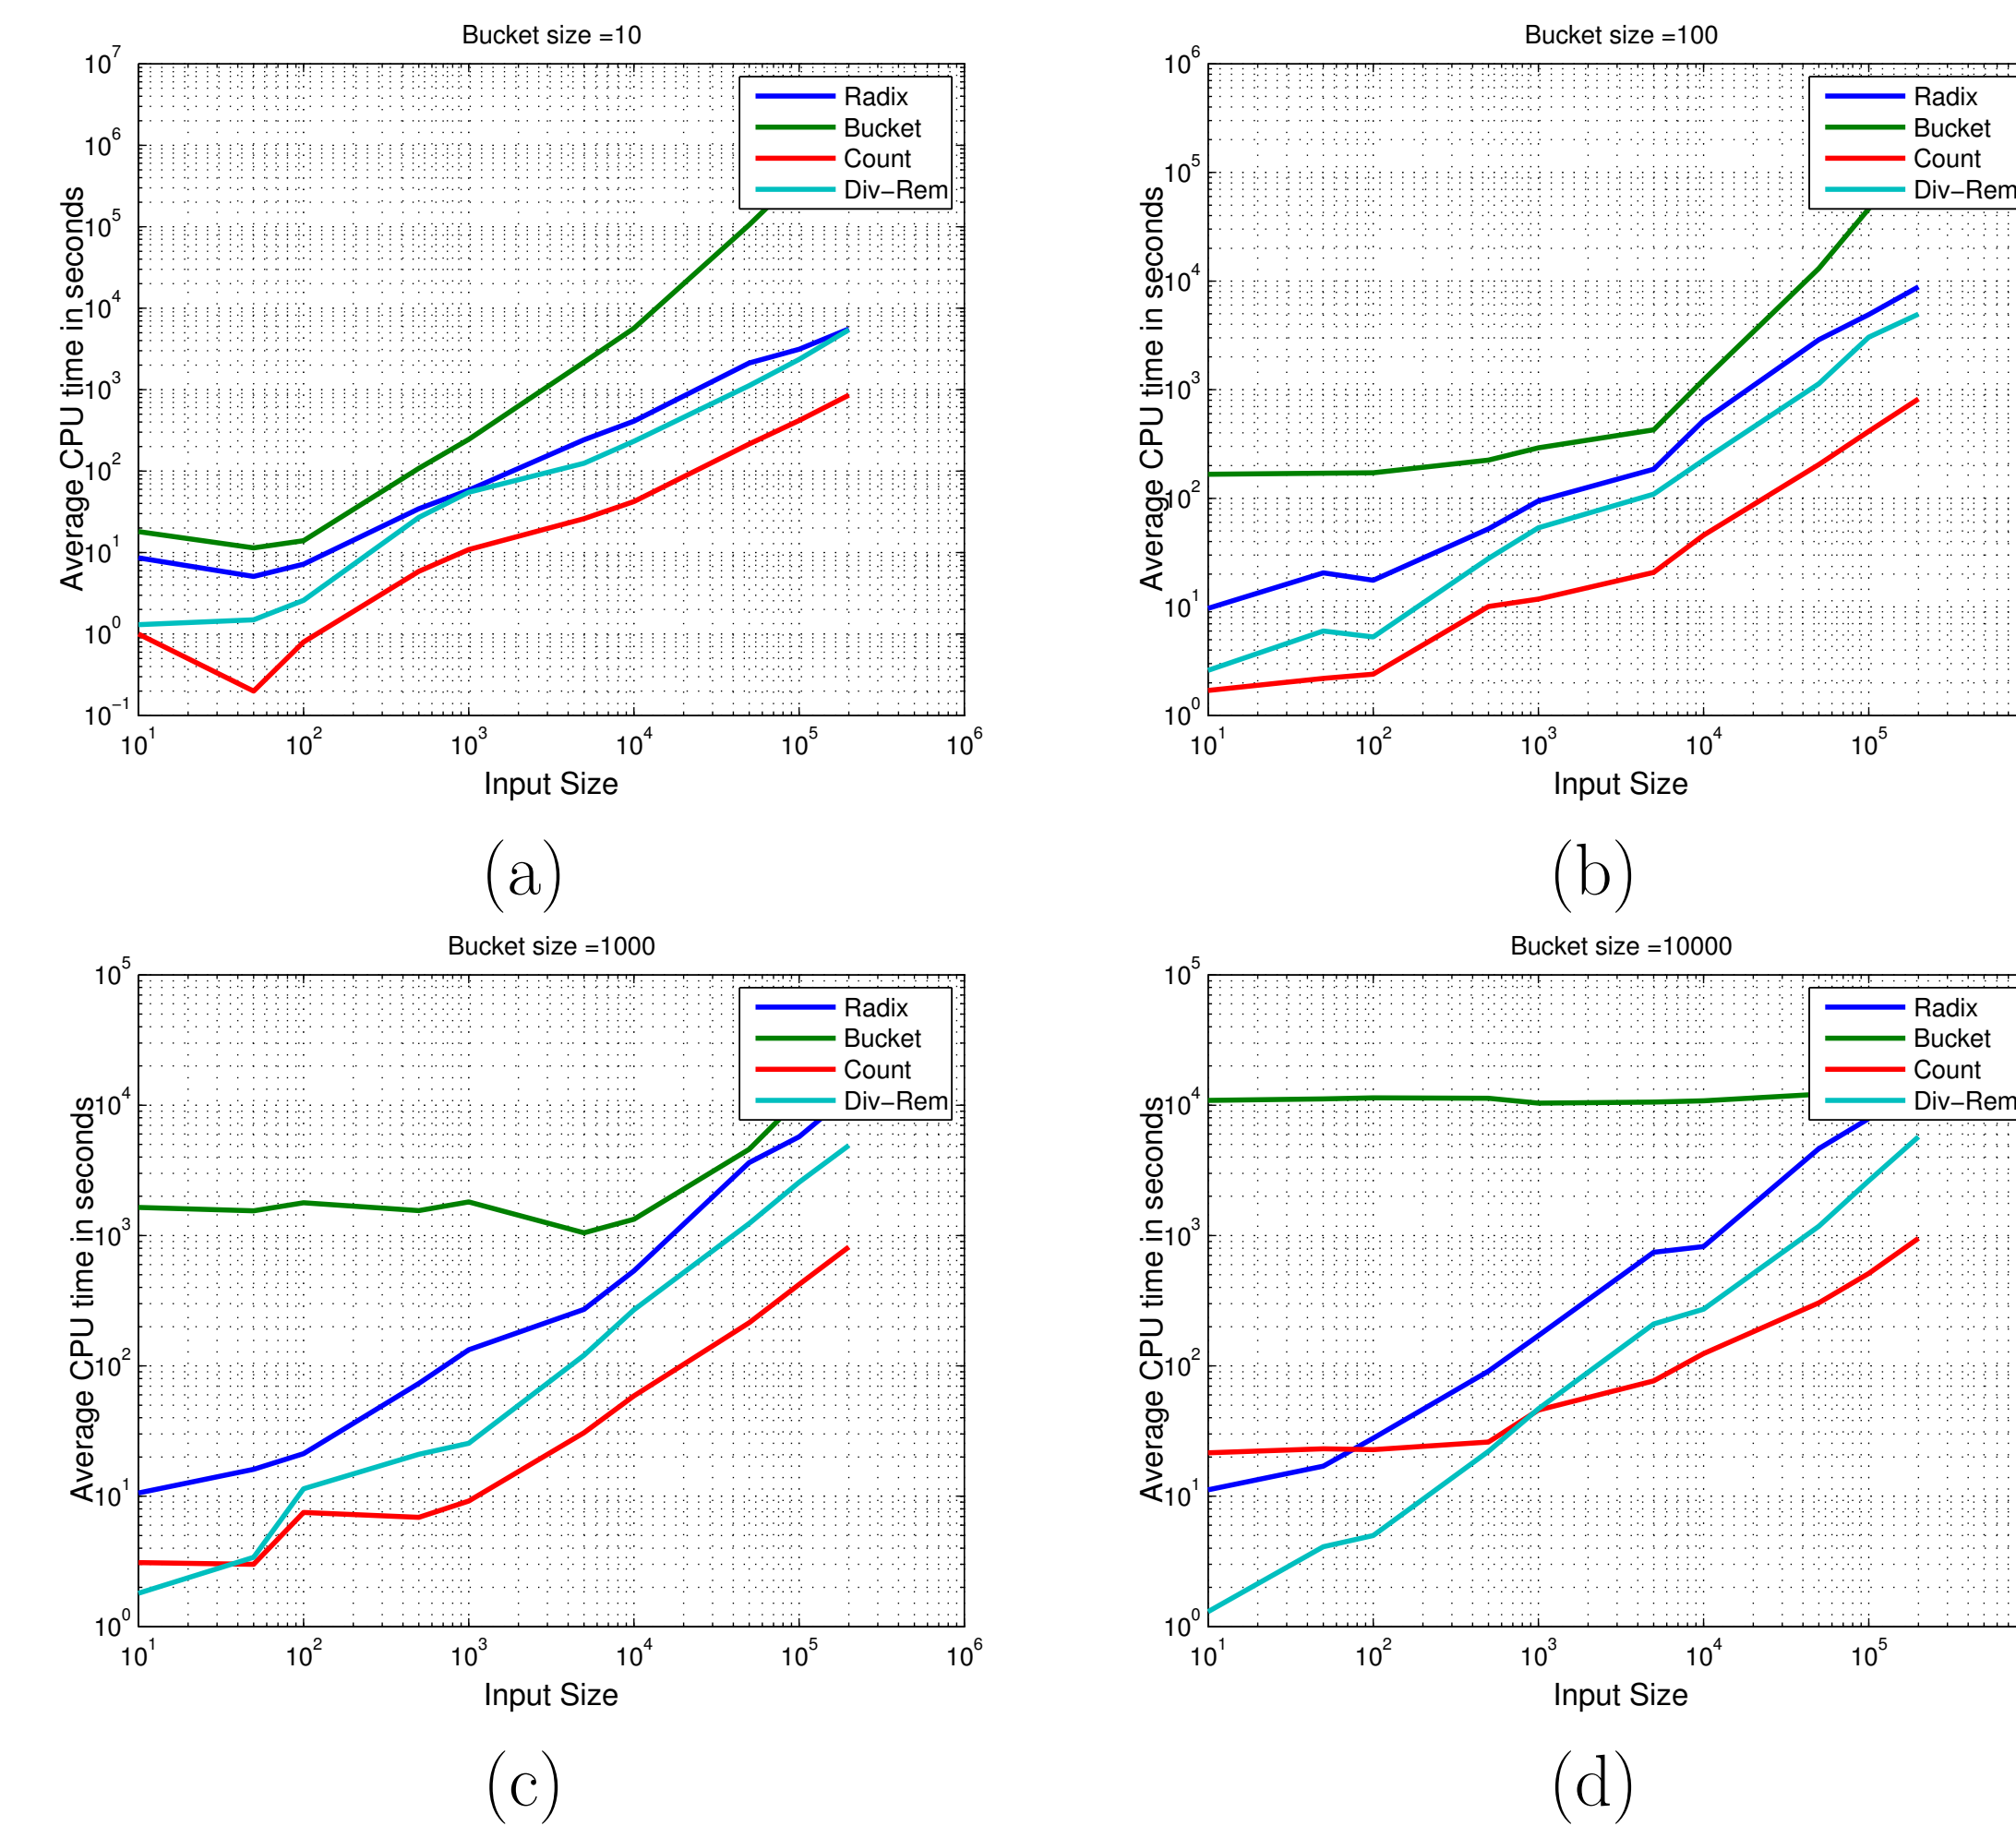 Bucket size =10
10^7
10^6
10^5
10^4
10^3
10^2
10^1
10^0
10^−1
Average CPU time in seconds
Radix
Bucket
Count
Div−Rem
10^1 10^2 10^3 10^4 10^5 10^6
Input Size
(a)
Bucket size =100
10^6
10^5
10^4
10^3
10^2
10^1
10^0
Average CPU time in seconds
Radix
Bucket
Count
Div−Rem
10^1 10^2 10^3 10^4 10^5
Input Size
(b)
Bucket size =1000
10^5
10^4
10^3
10^2
10^1
10^0
Average CPU time in seconds
Radix
Bucket
Count
Div−Rem
10^1 10^2 10^3 10^4 10^5 10^6
Input Size
(c)
Bucket size =10000
10^5
10^4
10^3
10^2
10^1
10^0
Average CPU time in seconds
Radix
Bucket
Count
Div−Rem
10^1 10^2 10^3 10^4 10^5
Input Size
(d)